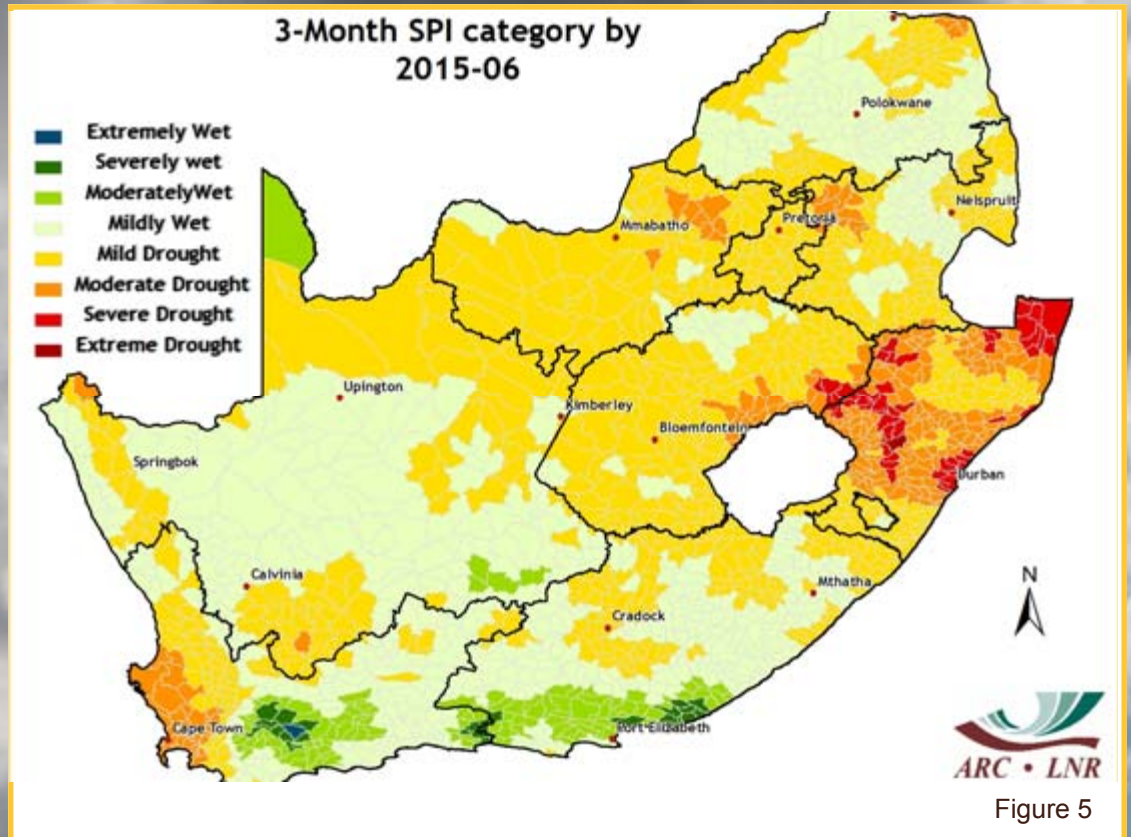 3-Month SPI category by
2015-06
Extremely Wet
Severely wet
ModeratelyWet
Mildly Wet
Mild Drought
Moderate Drought
Severe Drought
Extreme Drought
Polokwane
Nelspruit
Pretoria
Mmabatho
Upington
Kimberley
Bloemfontein
Springbok
Durban
Calvinia
Mthatha
Cradock
Cape Town
Port Elizabeth
N
ARC • LNR
Figure 5